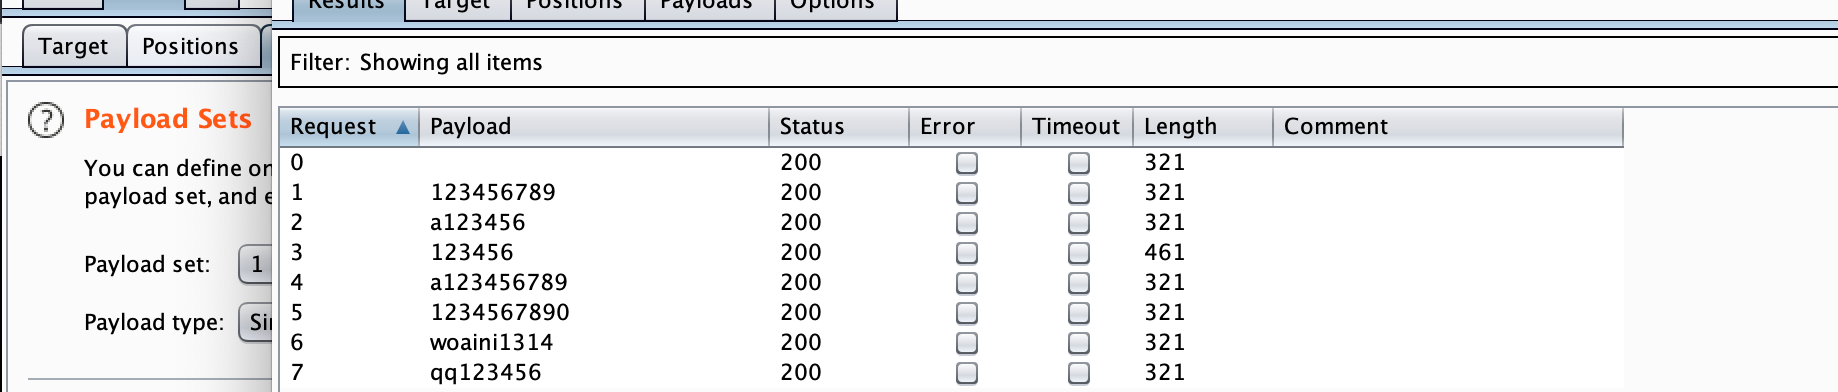 Results Target Positions Payloads Options
Target Positions
Filter: Showing all items
Payload Sets
You can define on
payload set, and e
Payload set: 1
Payload type: Sir
Request Payload Status Error Timeout Length Comment
0 200 321
1 123456789 200 321
2 a123456 200 321
3 123456 200 461
4 a123456789 200 321
5 1234567890 200 321
6 woaini1314 200 321
7 qq123456 200 321